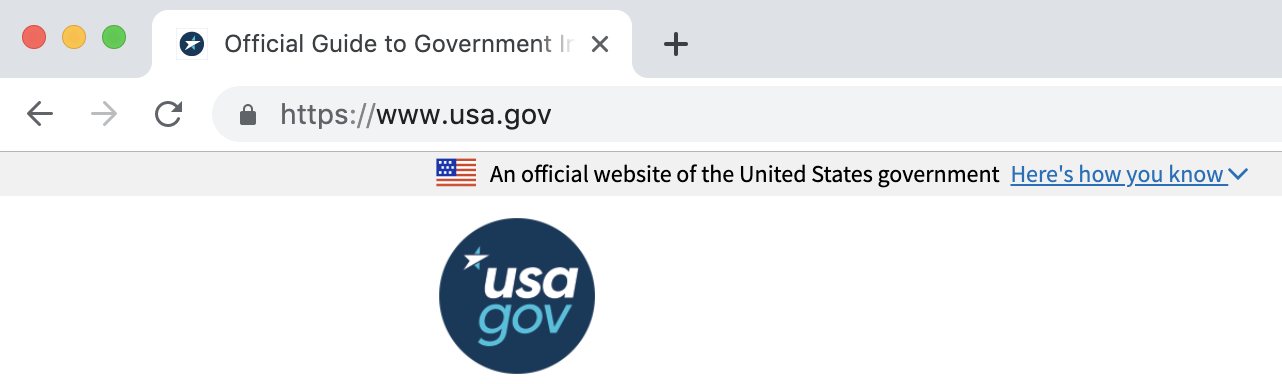 Official Guide to Government I
https://www.usa.gov
An official website of the United States government Here's how you know
usa
gov